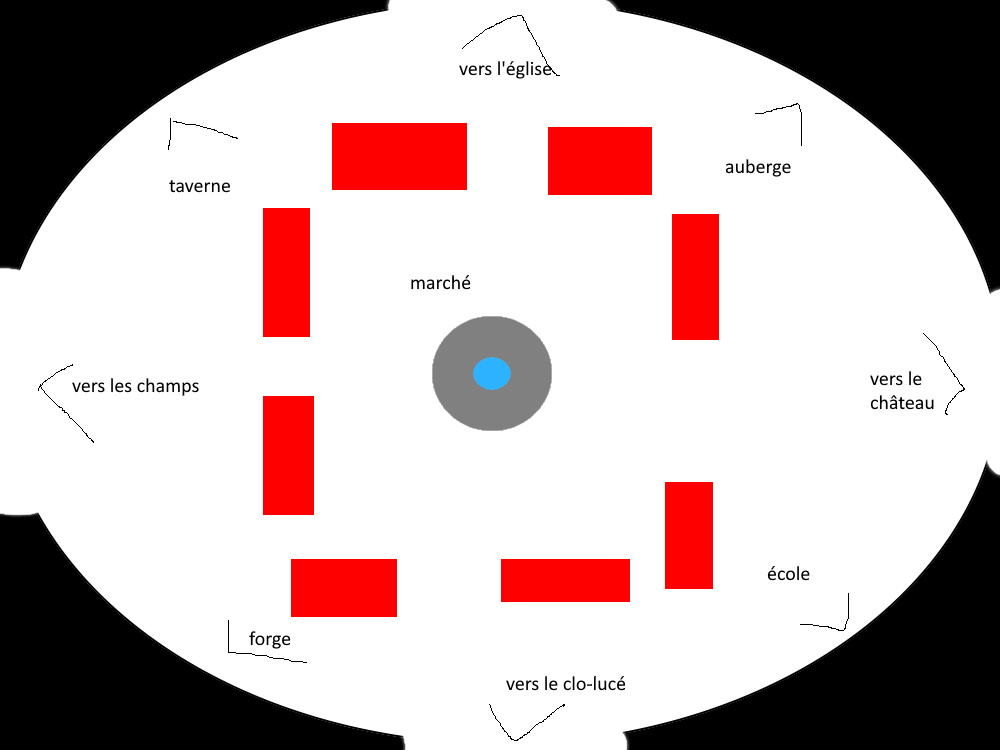 vers l'église
auberge
taverne
marché
vers les champs
vers le
château
école
forge
vers le clo-lucé